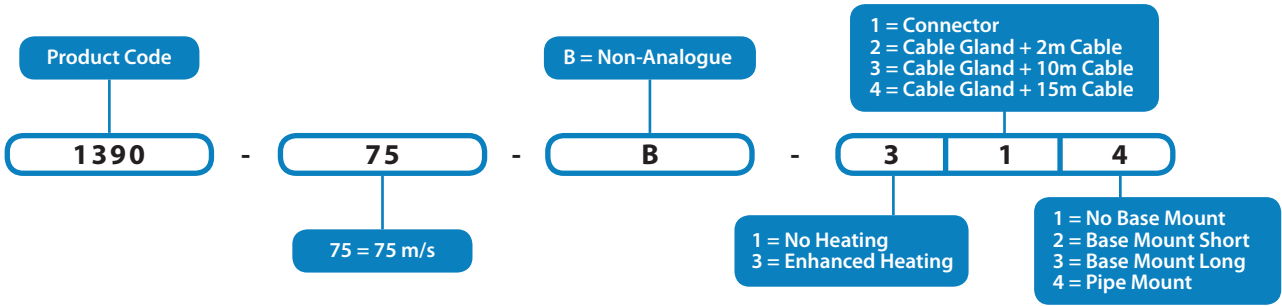 Product Code
B = Non-Analogue
1 = Connector
2 = Cable Gland + 2m Cable
3 = Cable Gland + 10m Cable
4 = Cable Gland + 15m Cable
1390 - 75 - B - 3 1 4
75 = 75 m/s
1 = No Heating
3 = Enhanced Heating
1 = No Base Mount
2 = Base Mount Short
3 = Base Mount Long
4 = Pipe Mount